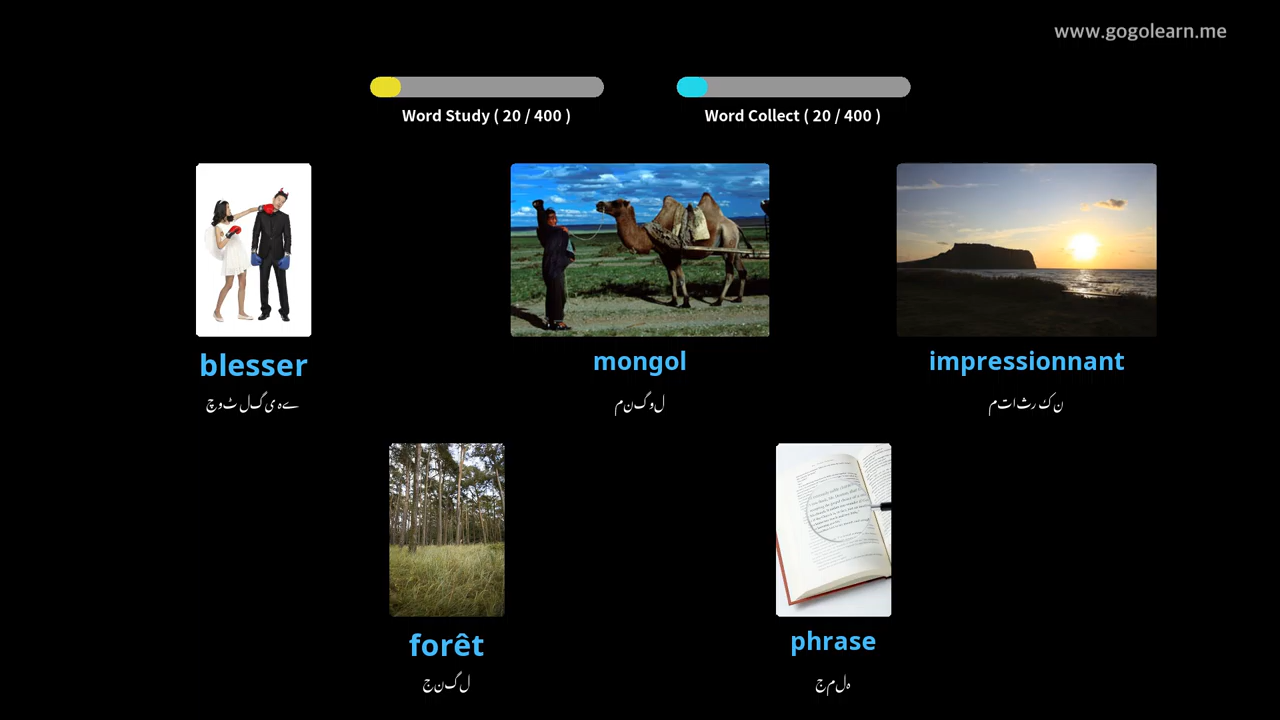 www.gogolearn.me
Word Study ( 20 / 400 )
Word Collect ( 20 / 400 )
blesser
چوٹ لگی ہے
mongol
منگول
impressionnant
متاثر کن
forêt
جنگل
phrase
جملہ